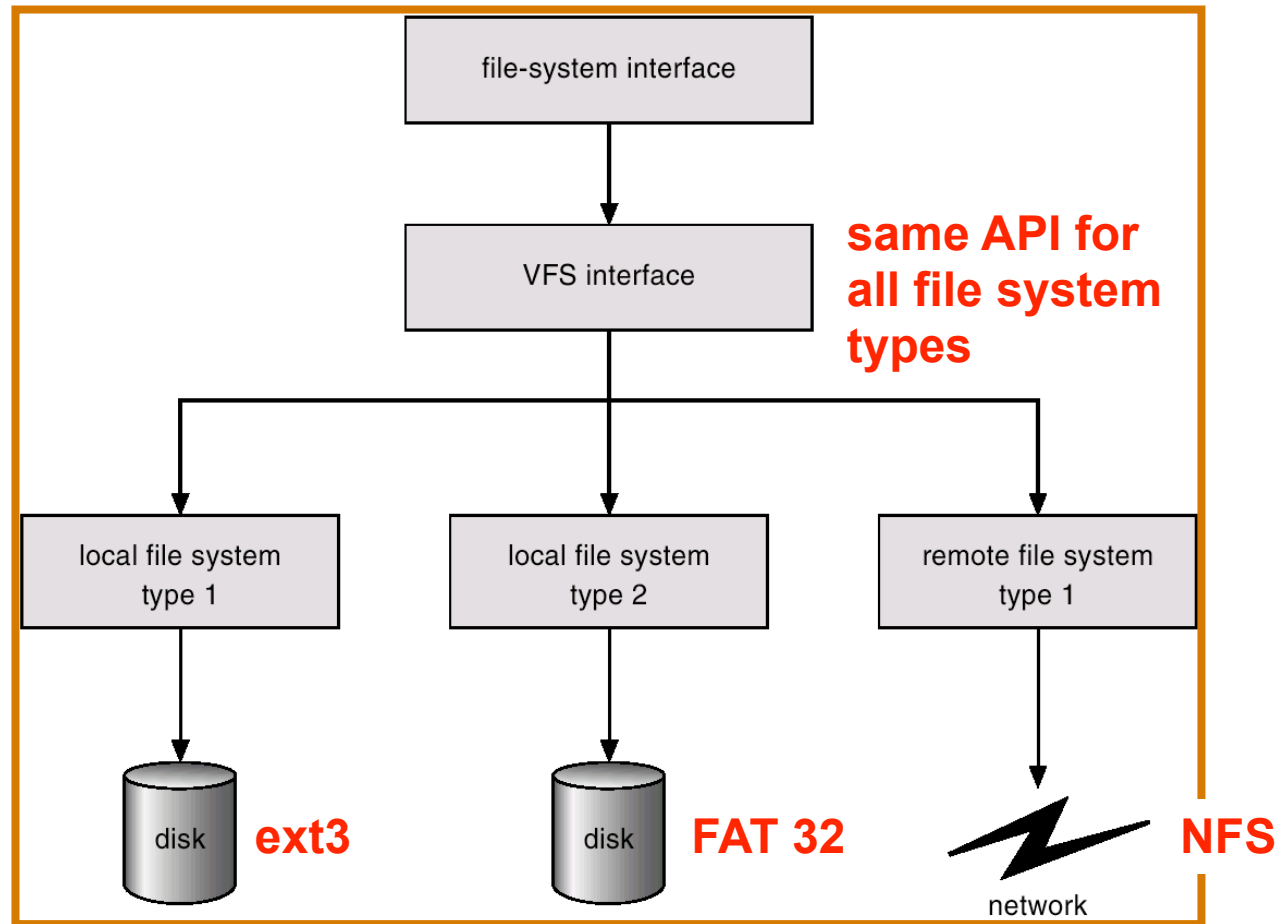 file-system interface
VFS interface
same API for
all file system
types
local file system
type 1
local file system
type 2
remote file system
type 1
disk
ext3
disk
FAT 32
NFS
network